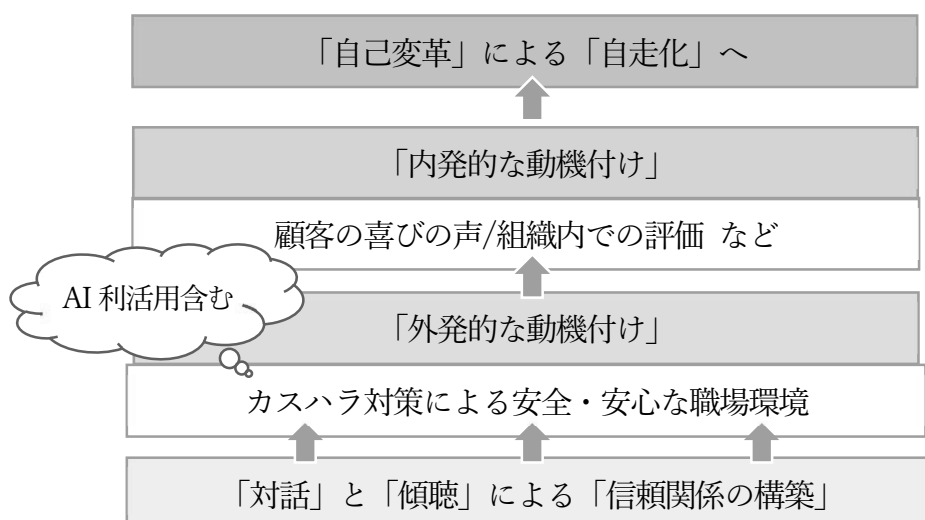 「自己変革」による「自走化」へ
「内発的な動機付け」
顧客の喜びの声/組織内での評価 など
AI 利活用含む
「外発的な動機付け」
カスハラ対策による安全・安心な職場環境
「対話」と「傾聴」による「信頼関係の構築」